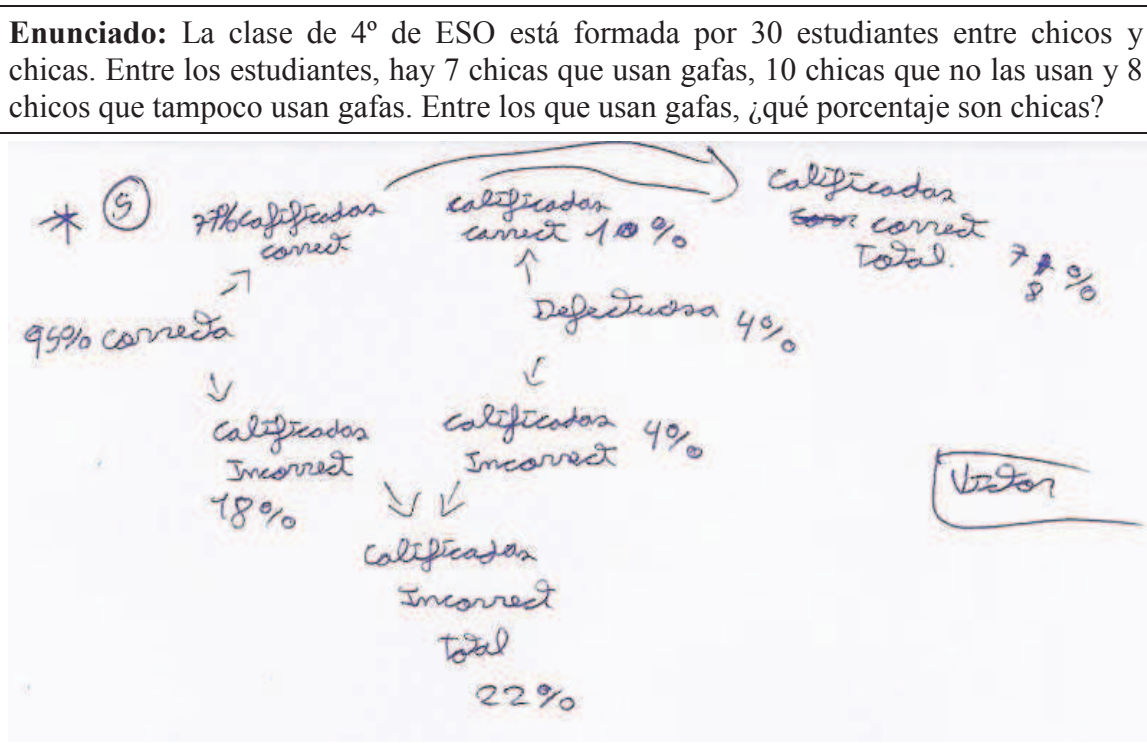 Enunciado: La clase de 4º de ESO está formada por 30 estudiantes entre chicos y
chicas. Entre los estudiantes, hay 7 chicas que usan gafas, 10 chicas que no las usan y 8
chicos que tampoco usan gafas. Entre los que usan gafas, ¿qué porcentaje son chicas?
* 5
77% calificadas
correct
calificadas
correct 1 %
Calificadas
correct
Total.
7 8 %
95% correcta
Defectuosa 4%
Calificadas
Incorrect
18%
calificadas
Incorrect 4%
Victor
Calificadas
Incorrect
total
22%